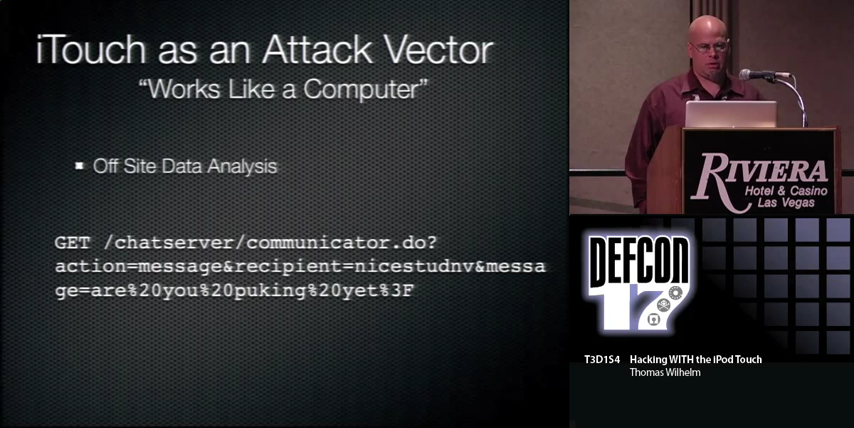 iTouch as an Attack Vector
“Works Like a Computer”
Off Site Data Analysis
GET /chatserver/communicator.do?
action=message&recipient=nicestudnv&messa
ge=are%20you%20puking%20yet%3F
RIVIERA
Hotel & Casino
Las Vegas
DEFCON
17
T3D1S4 Hacking WITH the iPod Touch
Thomas Wilhelm